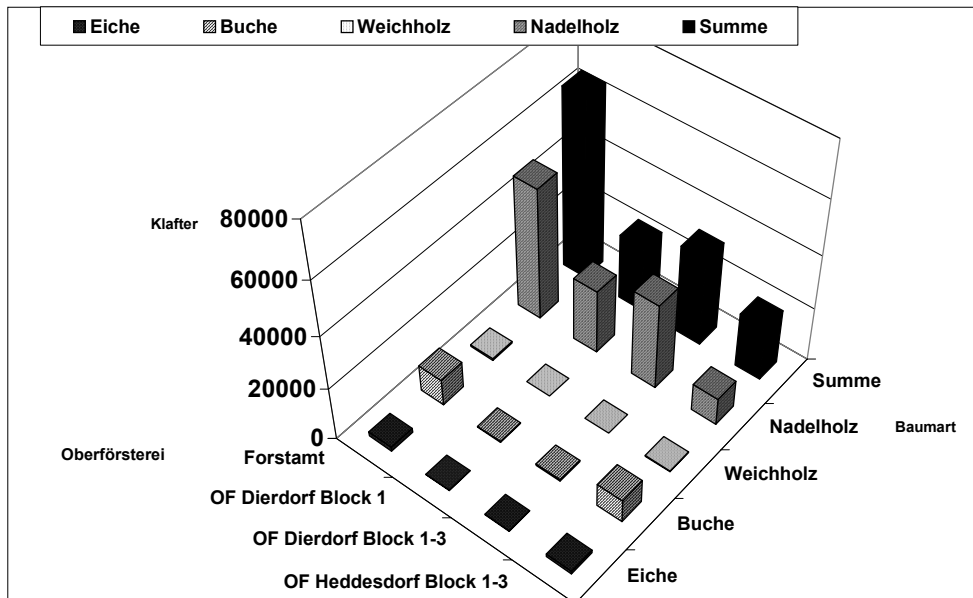 Eiche Buche Weichholz Nadelholz Summe
Klafter
80000
60000
40000
20000
0
Oberförsterei
Forstamt
OF Dierdorf Block 1
OF Dierdorf Block 1-3
OF Heddesdorf Block 1-3
Summe
Nadelholz
Baumart
Weichholz
Buche
Eiche